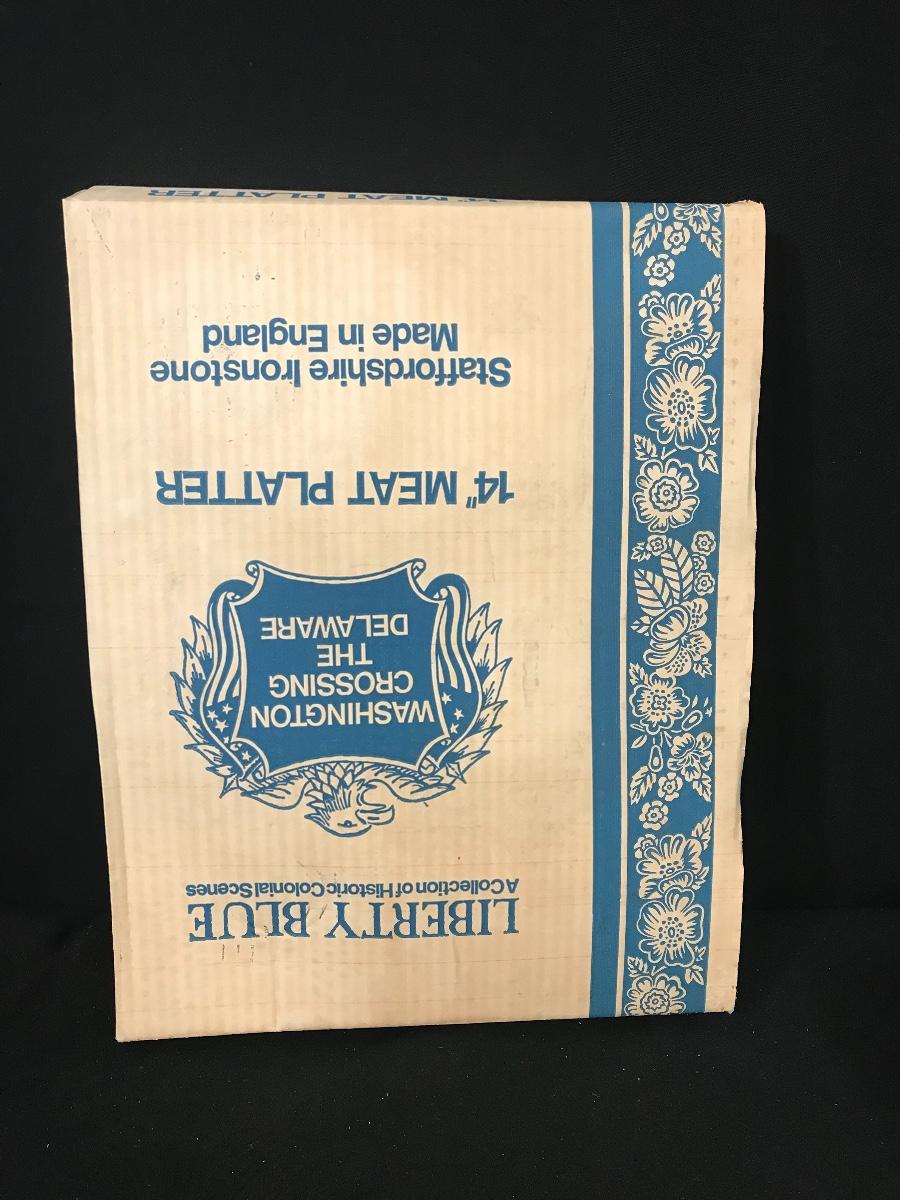 LIBERTY BLUE
A Collection of Historic Colonial Scenes
WASHINGTON
CROSSING
THE
DELAWARE
14" MEAT PLATTER
Staffordshire Ironstone
Made in England
14" MEAT PLATTER